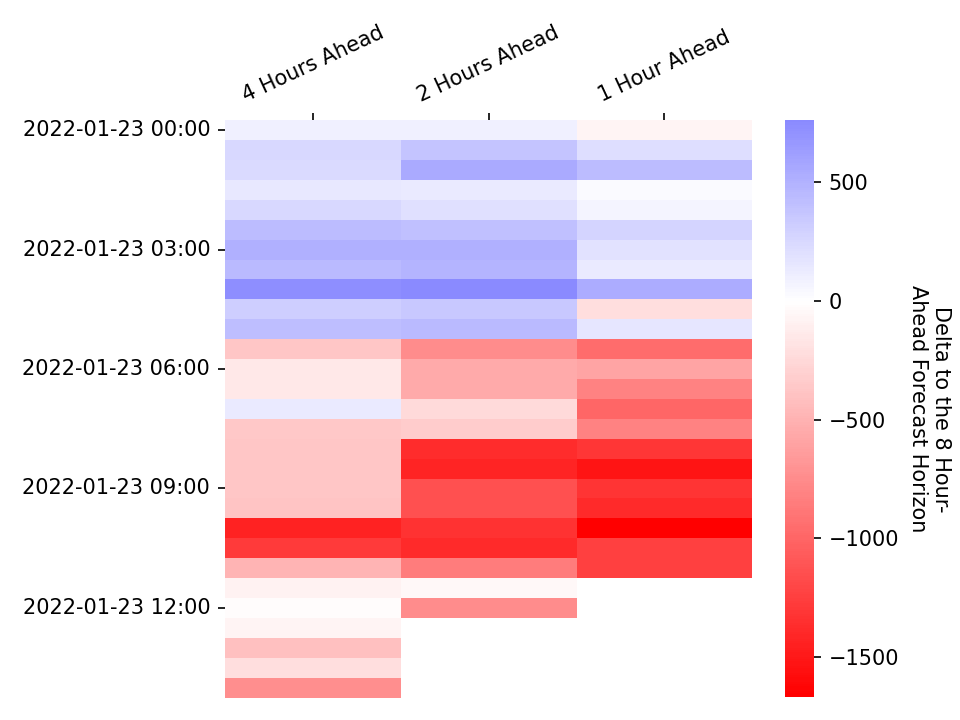 4 Hours Ahead
2 Hours Ahead
1 Hour Ahead
2022-01-23 00:00
2022-01-23 03:00
2022-01-23 06:00
2022-01-23 09:00
2022-01-23 12:00
500
0
−500
−1000
−1500
Delta to the 8 Hour-
Ahead Forecast Horizon